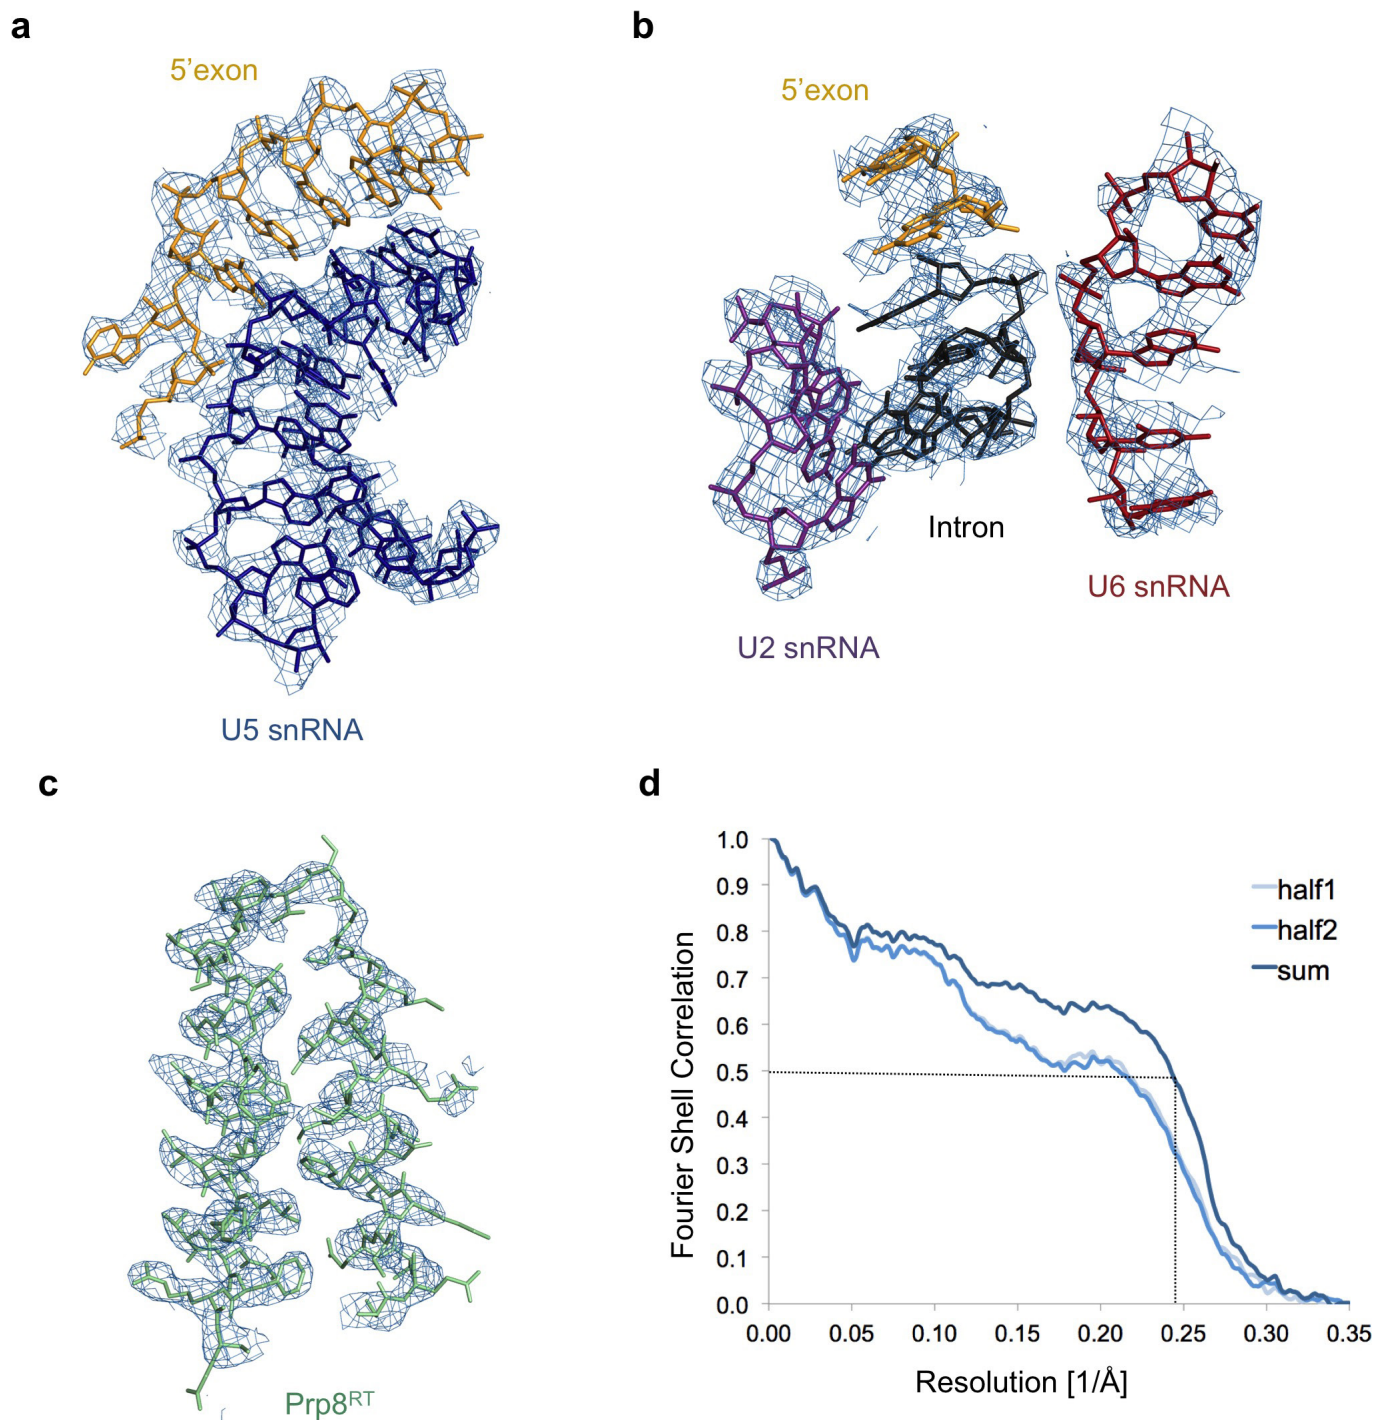 a
5’exon
U5 snRNA
b
5’exon
Intron
U6 snRNA
U2 snRNA
c
Prp8RT
d
Fourier Shell Correlation
1.0
0.9
0.8
0.7
0.6
0.5
0.4
0.3
0.2
0.1
0.0
half1
half2
sum
0.00 0.05 0.10 0.15 0.20 0.25 0.30 0.35
Resolution [1/Å]